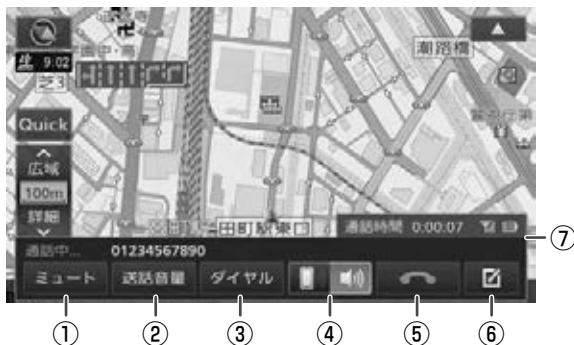 潮路橋
9:02
芝3
Quick
広域
100m
詳細
田町駅東口
通話時間 0:00:07
通話中... 01234567890
ミュート 送話音量 ダイヤル
① ② ③ ④ ⑤ ⑥ ⑦